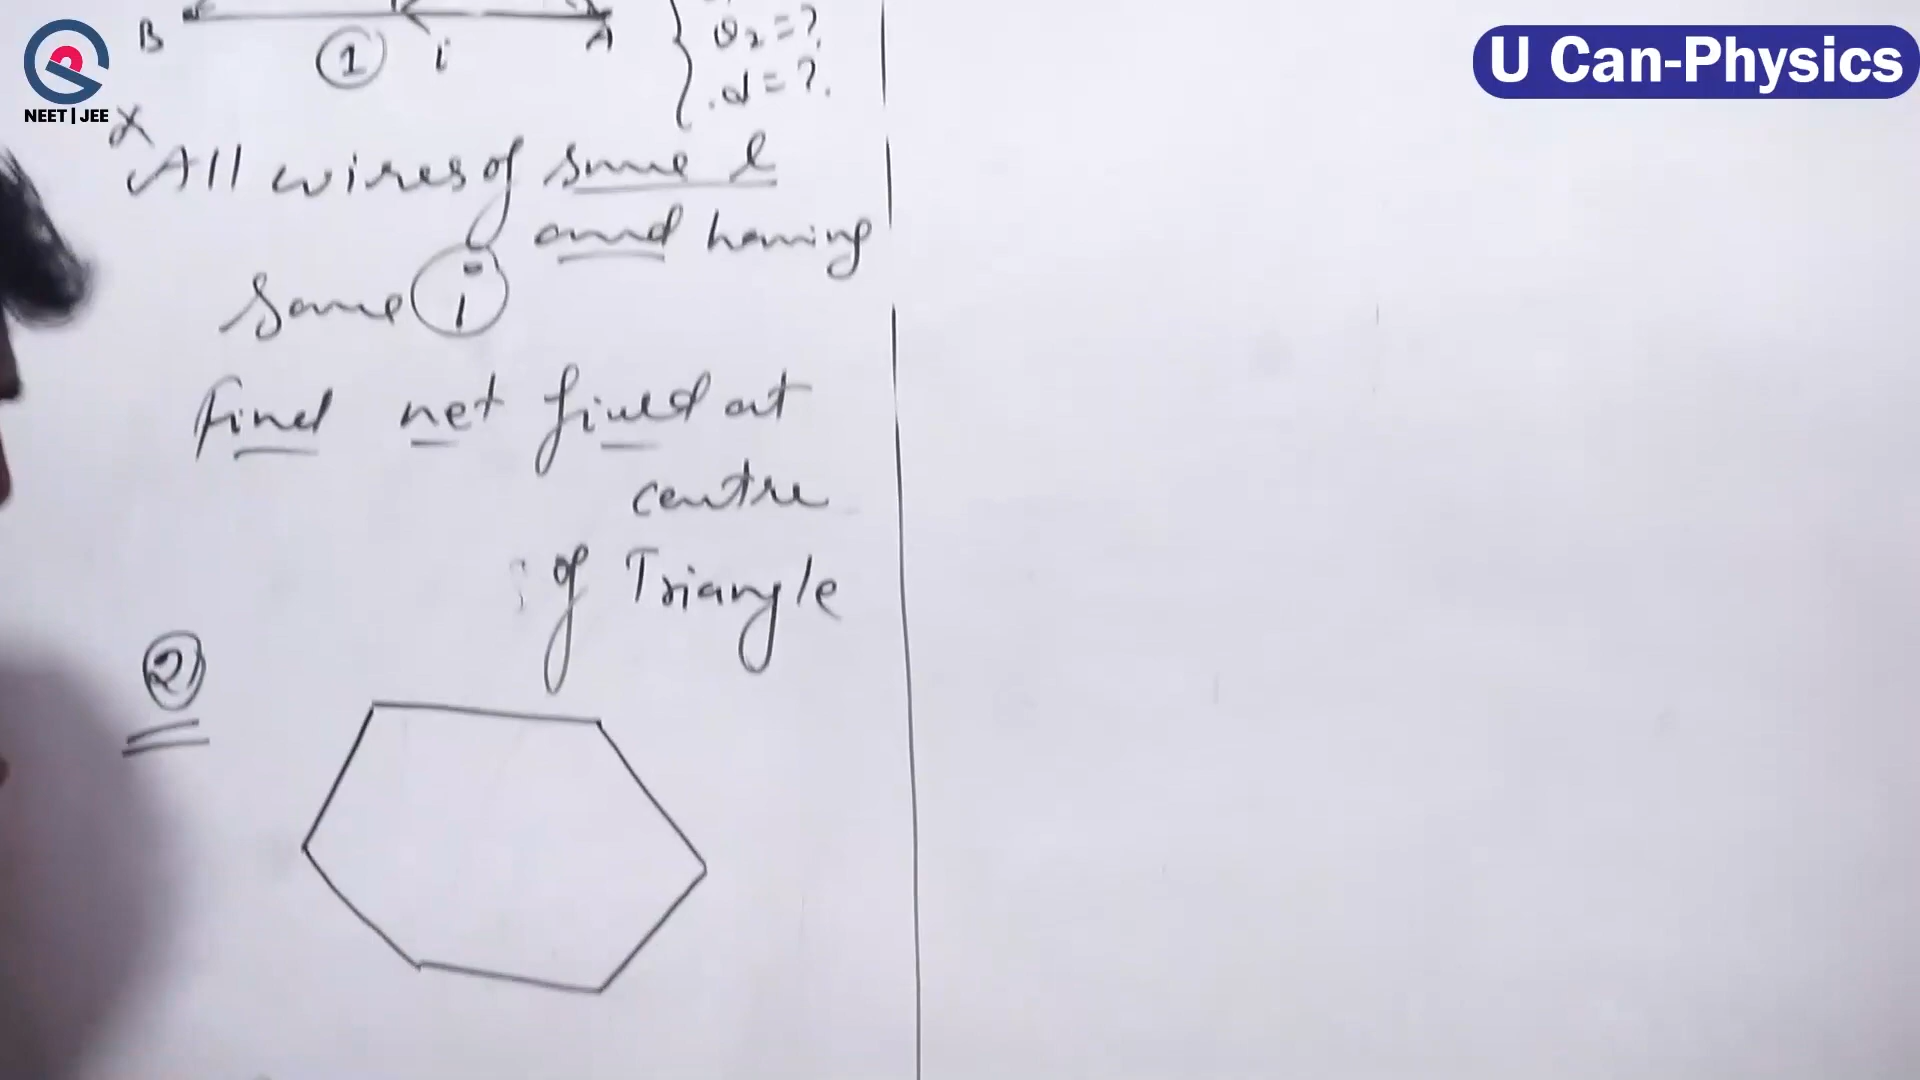 U Can-Physics
NEET | JEE
B
1
i
A
θ₂ = ?
d = ?
All wires of same l
and having
same i
find net field at
centre
of Triangle
2